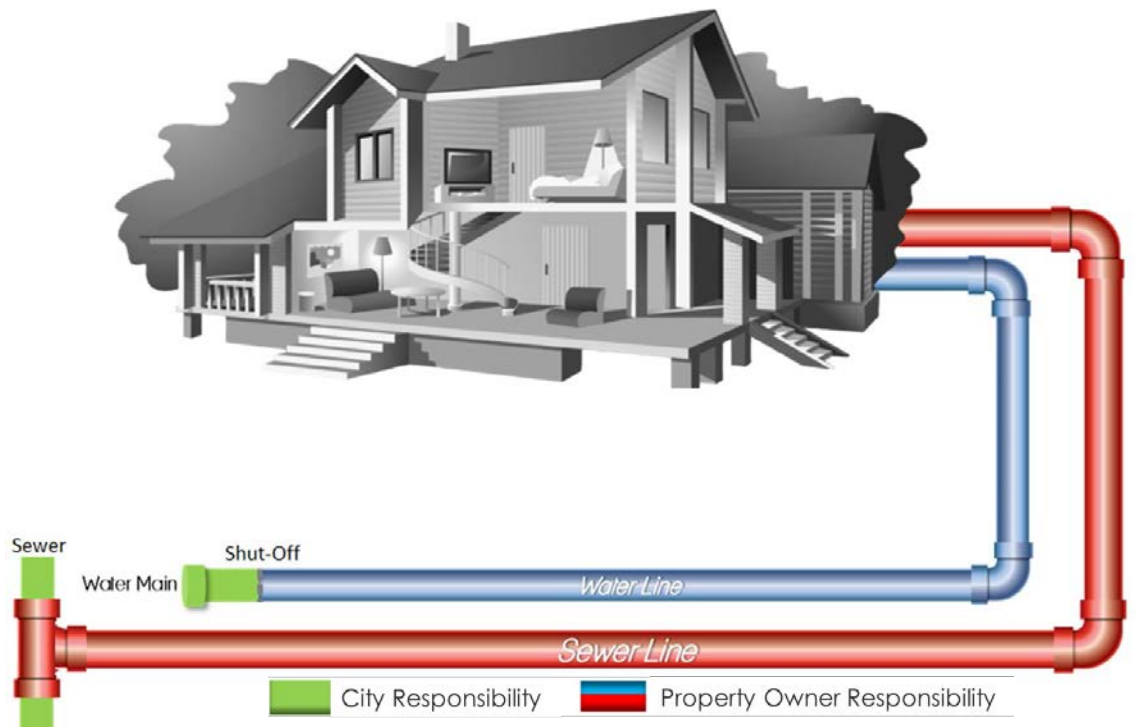 Sewer
Shut-Off
Water Main
Water Line
Sewer Line
City Responsibility
Property Owner Responsibility